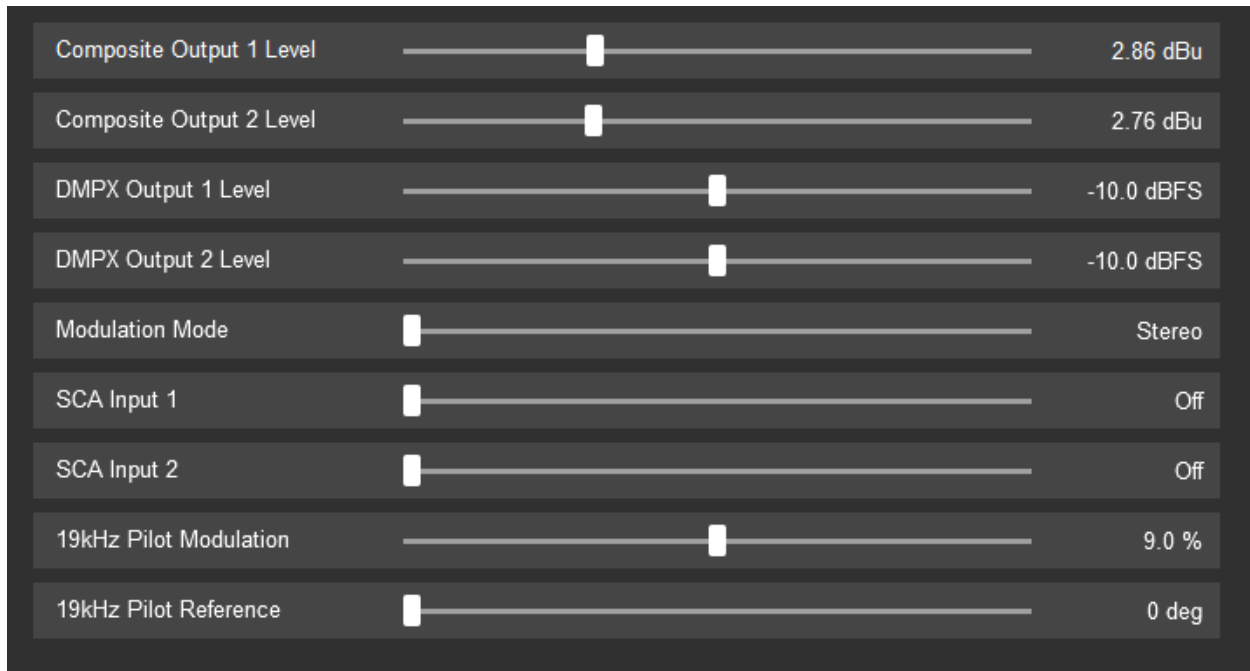 Composite Output 1 Level 2.86 dBu
Composite Output 2 Level 2.76 dBu
DMPX Output 1 Level -10.0 dBFS
DMPX Output 2 Level -10.0 dBFS
Modulation Mode Stereo
SCA Input 1 Off
SCA Input 2 Off
19kHz Pilot Modulation 9.0 %
19kHz Pilot Reference 0 deg